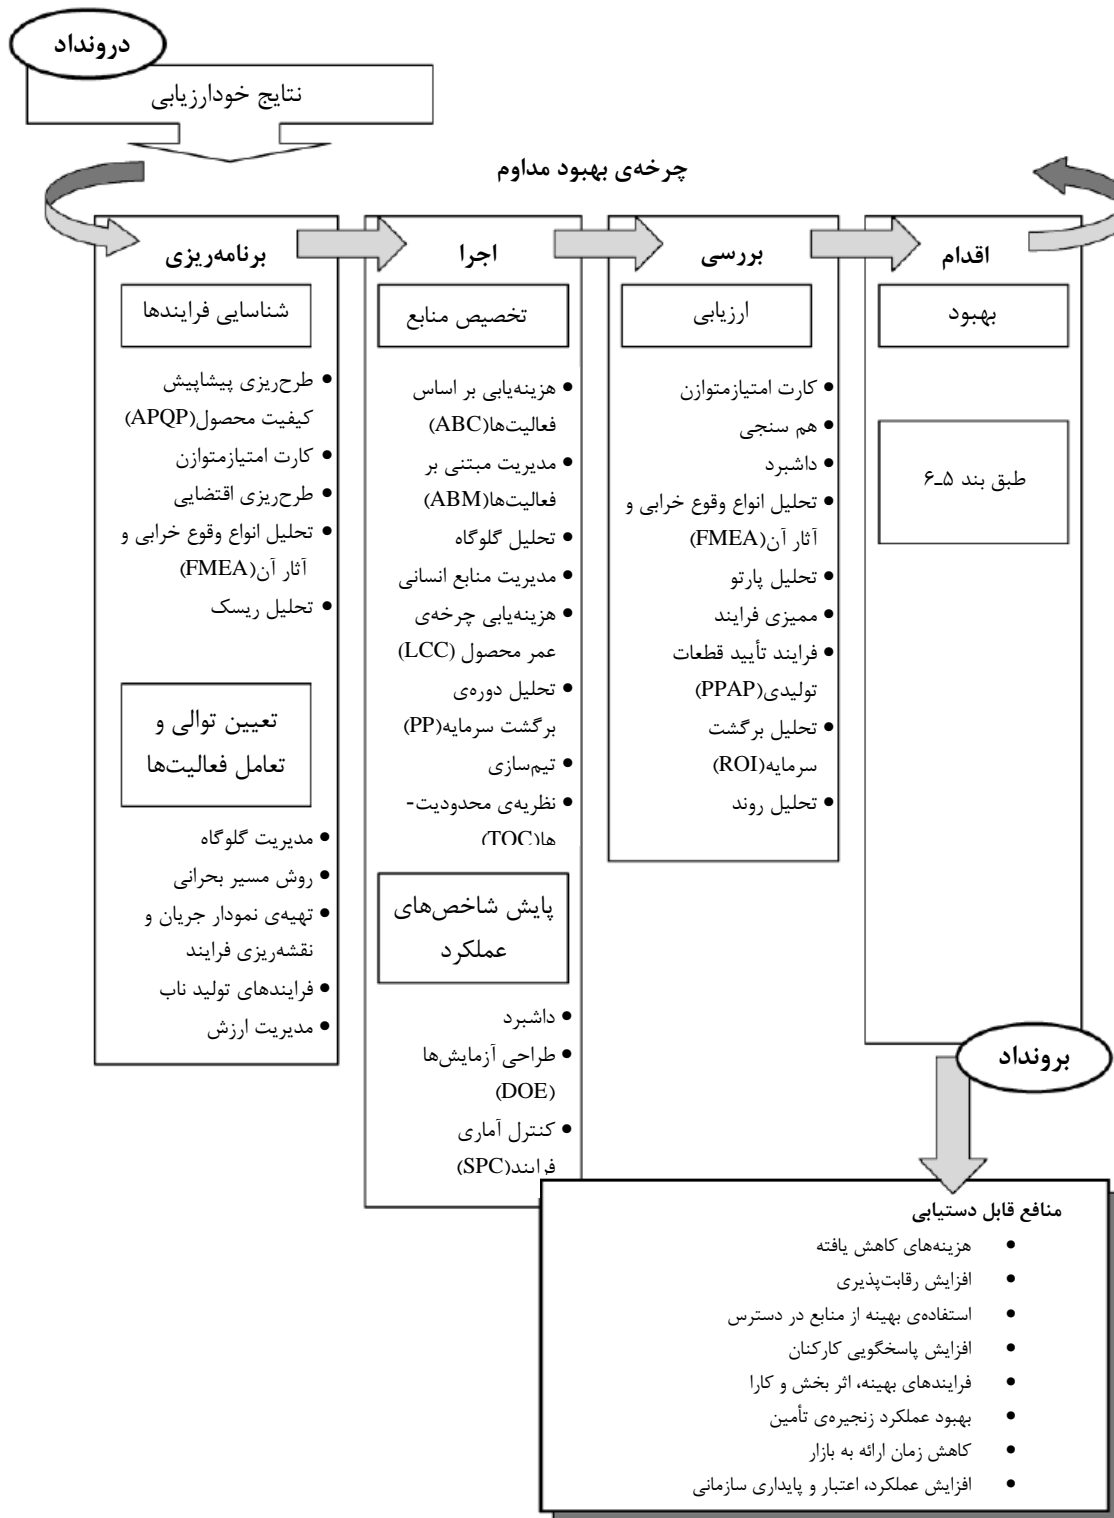 درونداد
نتایج خودارزیابی
چرخه‌ی بهبود مداوم
برنامه‌ریزی
شناسایی فرایندها
• طرح‌ریزی پیشاپیش
کیفیت محصول(APQP)
• کارت امتیازمتوازن
• طرح‌ریزی اقتضایی
• تحلیل انواع وقوع خرابی و
آثار آن(FMEA)
• تحلیل ریسک
تعیین توالی و
تعامل فعالیت‌ها
• مدیریت گلوگاه
• روش مسیر بحرانی
• تهیه‌ی نمودار جریان و
نقشه‌ریزی فرایند
• فرایندهای تولید ناب
• مدیریت ارزش
اجرا
تخصیص منابع
• هزینه‌یابی بر اساس
فعالیت‌ها(ABC)
• مدیریت مبتنی بر
فعالیت‌ها(ABM)
• تحلیل گلوگاه
• مدیریت منابع انسانی
• هزینه‌یابی چرخه‌ی
عمر محصول (LCC)
• تحلیل دوره‌ی
برگشت سرمایه(PP)
• تیم‌سازی
• نظریه‌ی محدودیت-
ها(TOC)
پایش شاخص‌های
عملکرد
• داشبرد
• طراحی آزمایش‌ها
(DOE)
• کنترل آماری
فرایند(SPC)
بررسی
ارزیابی
• کارت امتیازمتوازن
• هم سنجی
• داشبرد
• تحلیل انواع وقوع خرابی و
آثار آن(FMEA)
• تحلیل پارتو
• ممیزی فرایند
• فرایند تأیید قطعات
تولیدی(PPAP)
• تحلیل برگشت
سرمایه(ROI)
• تحلیل روند
اقدام
بهبود
طبق بند ۵ـ۶
برونداد
منافع قابل دستیابی
• هزینه‌های کاهش یافته
• افزایش رقابت‌پذیری
• استفاده‌ی بهینه از منابع در دسترس
• افزایش پاسخگویی کارکنان
• فرایندهای بهینه، اثر بخش و کارا
• بهبود عملکرد زنجیره‌ی تأمین
• کاهش زمان ارائه به بازار
• افزایش عملکرد، اعتبار و پایداری سازمانی